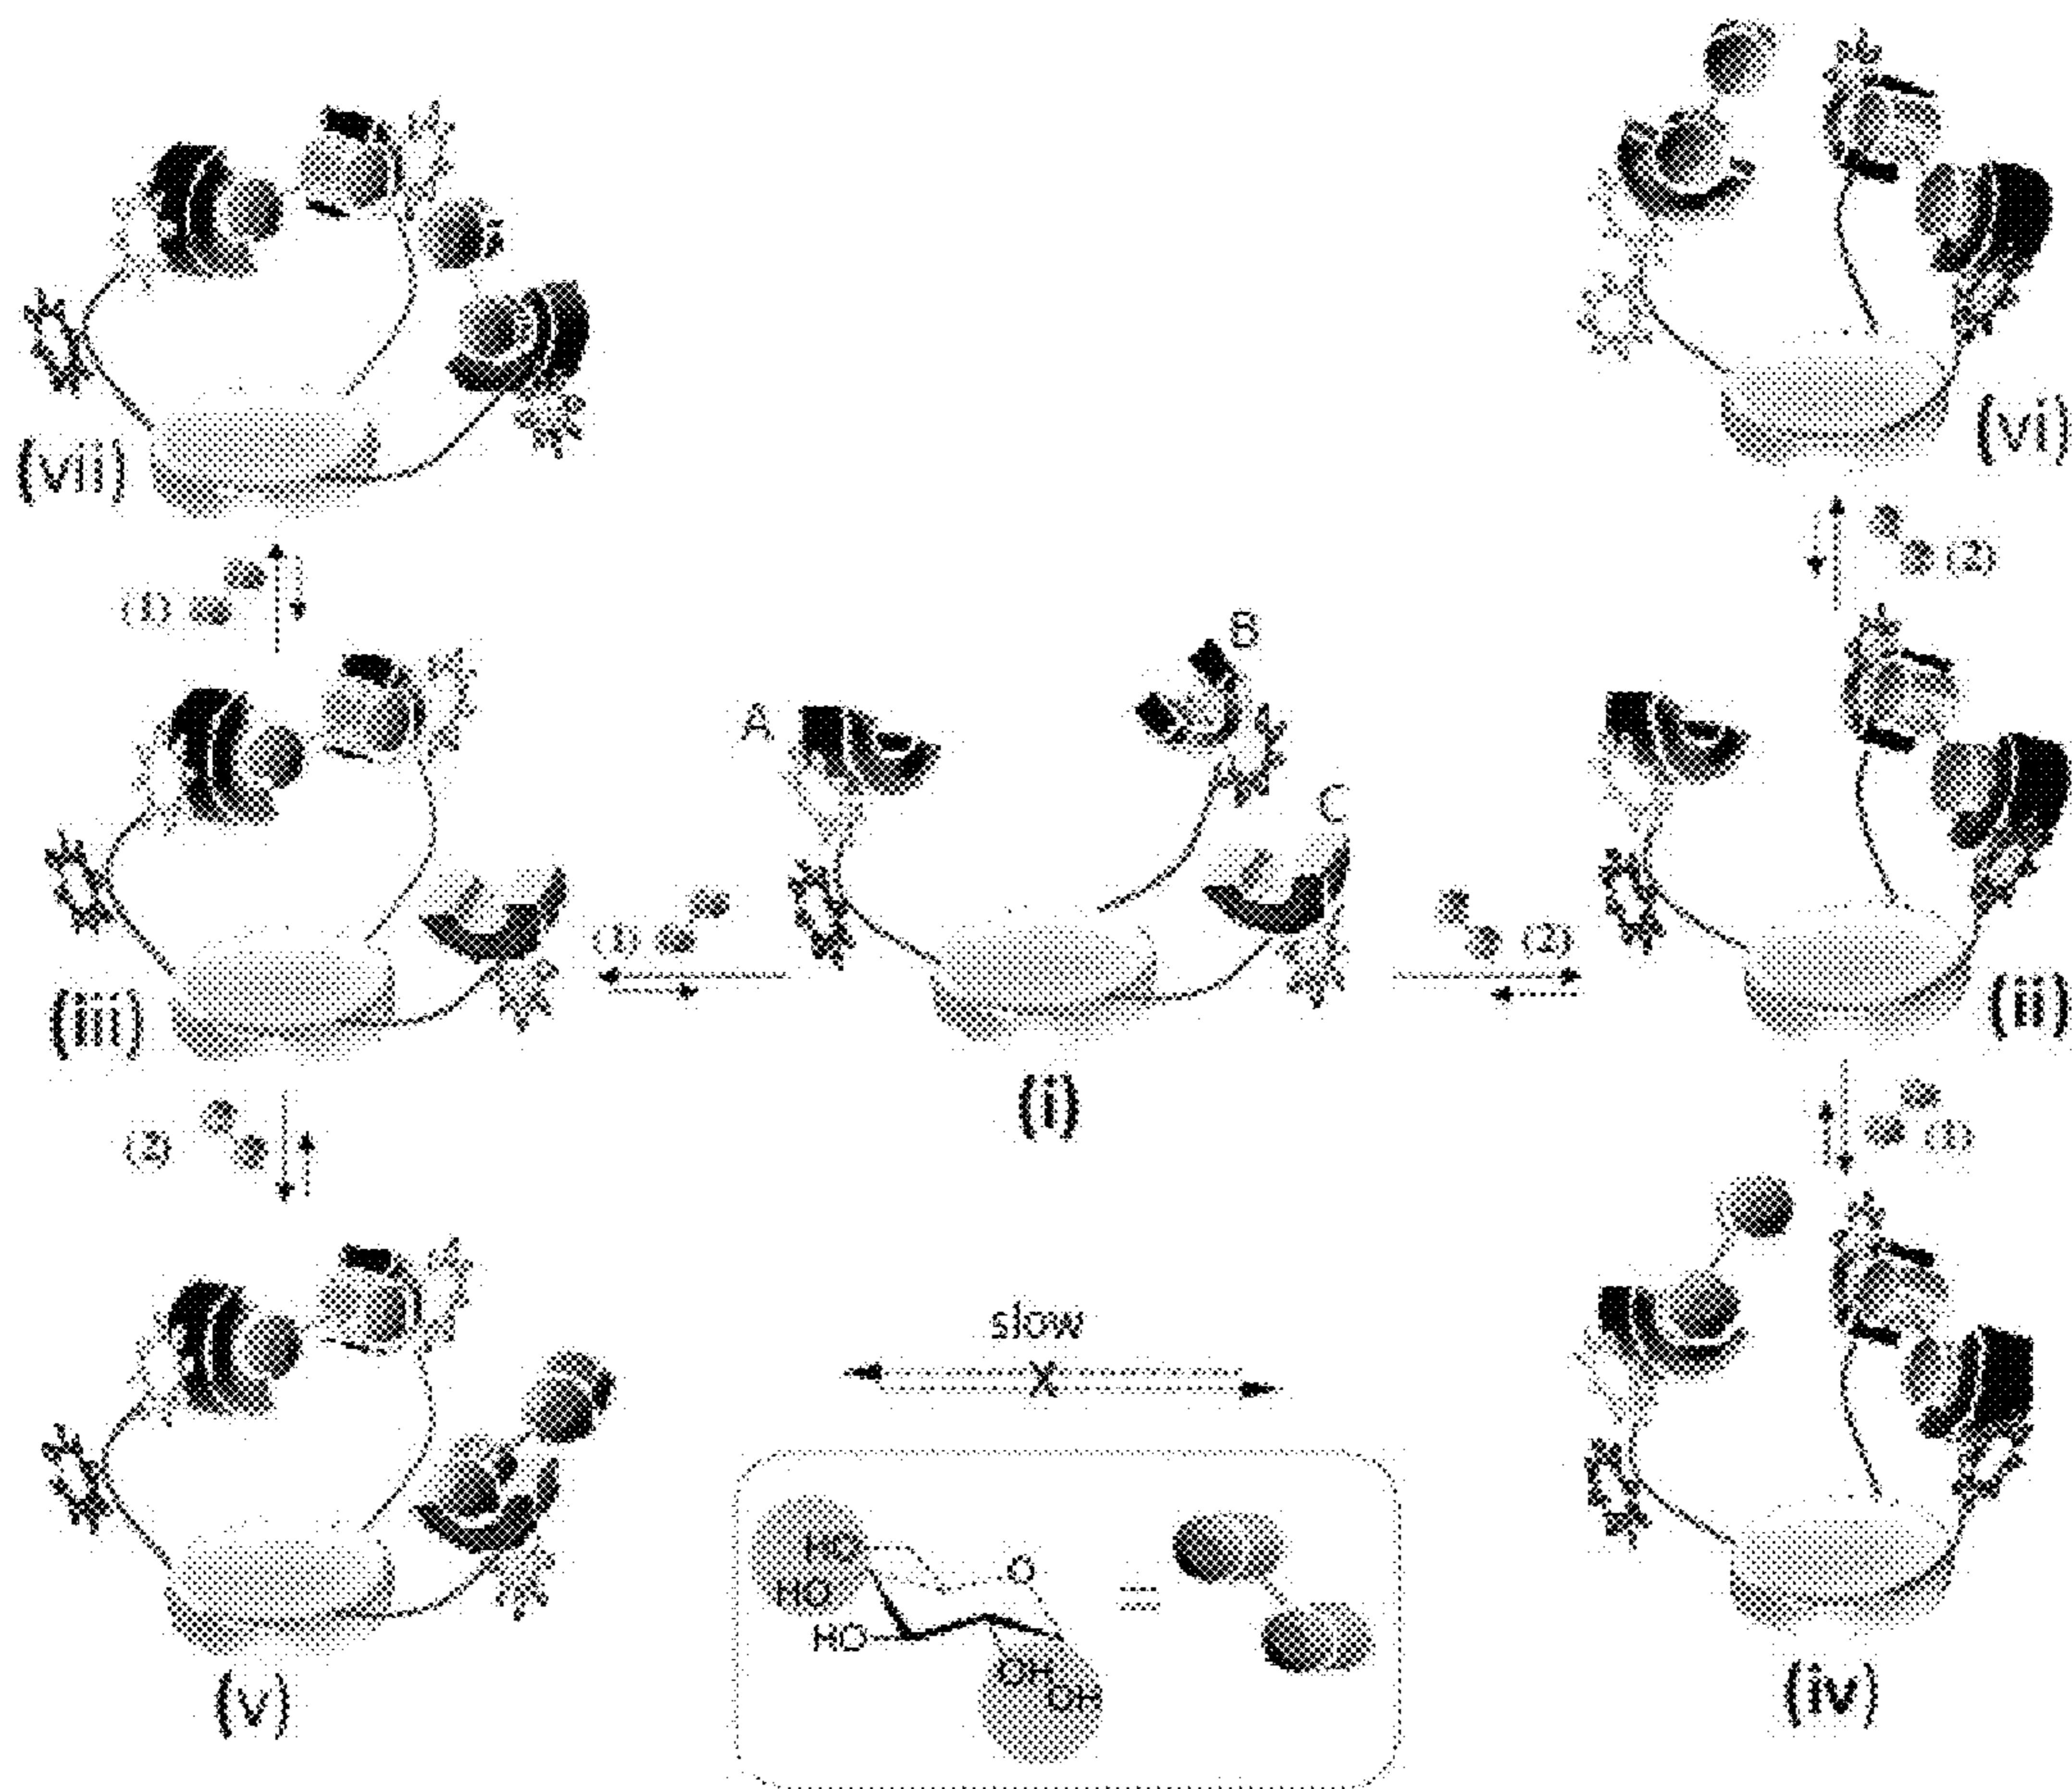 (vii)
(vi)
(1)
(2)
B
A
C
(1)
(2)
(iii)
(i)
(ii)
(2)
(1)
slow
HO
HO
HO
O
OH
OH
=
(v)
(iv)